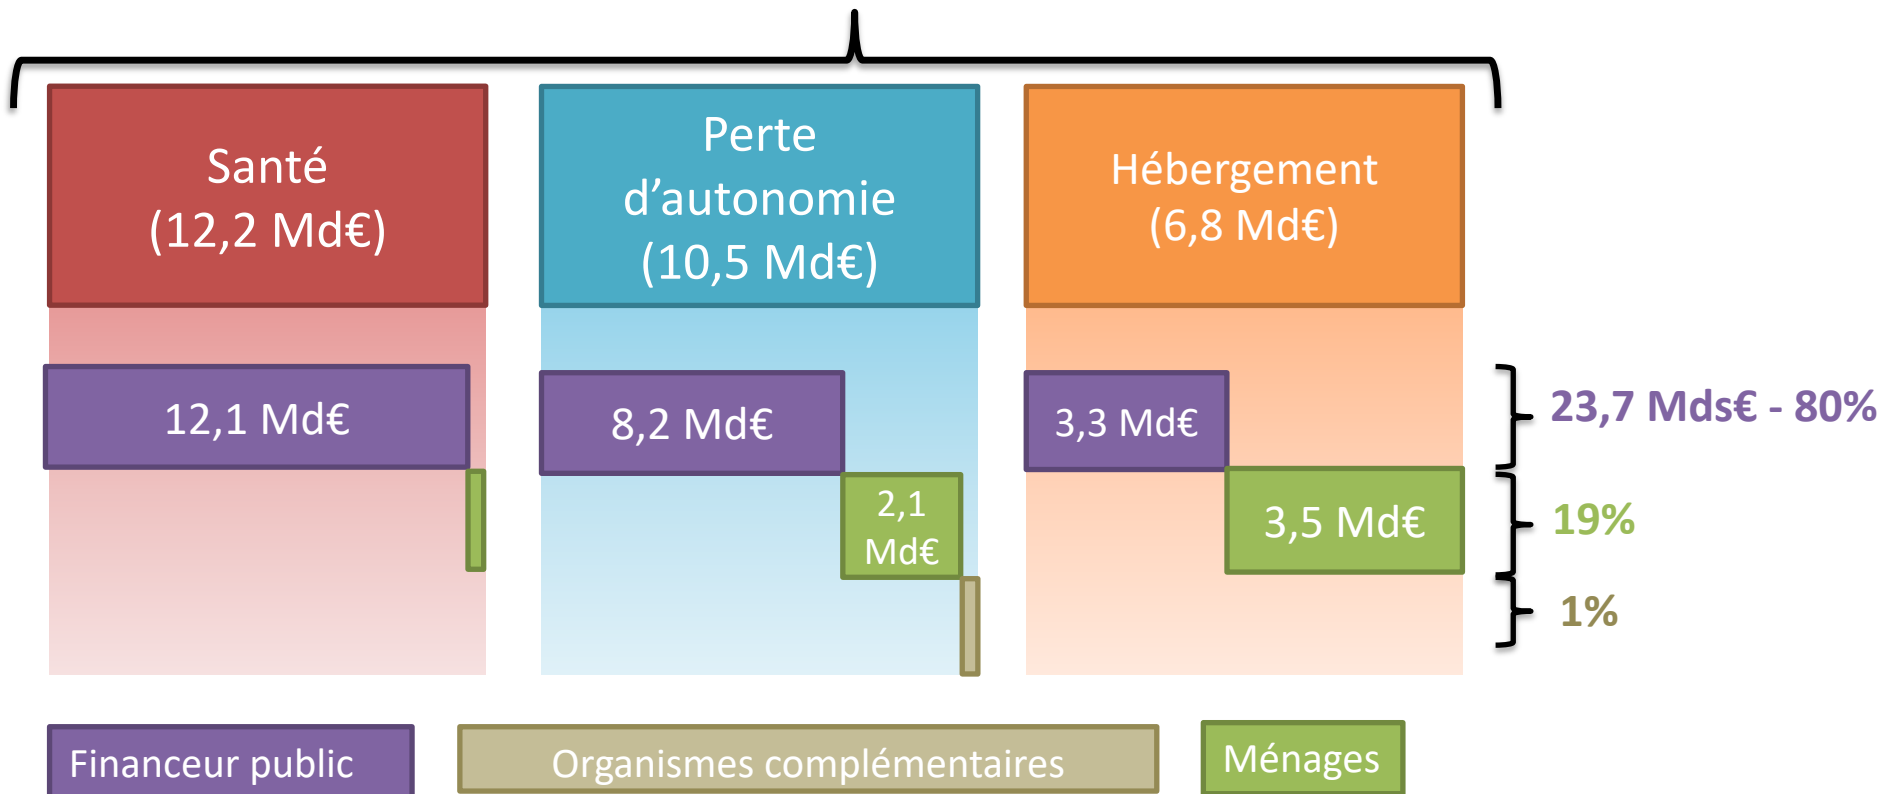 Santé
(12,2 Md€)
Perte
d’autonomie
(10,5 Md€)
Hébergement
(6,8 Md€)
12,1 Md€
8,2 Md€
3,3 Md€
23,7 Mds€ - 80%
2,1
Md€
3,5 Md€
19%
1%
Financeur public
Organismes complémentaires
Ménages